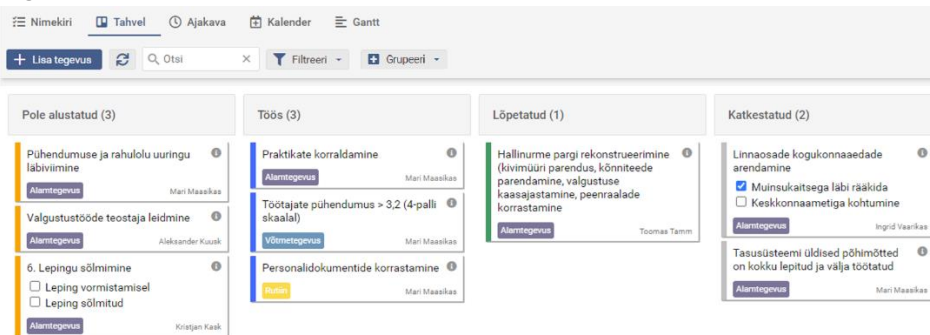 Nimekiri
Tahvel
Ajakava
Kalender
Gantt
Lisa tegevus
Otsi
Filtreeri
Grupeeri
Pole alustatud (3)
Pühendumuse ja rahulolu uuringu
läbiviimine
Alamtegevus
Mari Maasikas
Valgustustööde teostaja leidmine
Alamtegevus
Aleksander Kuusk
6. Lepingu sõlmimine
Leping vormistamisel
Leping sõlmitud
Alamtegevus
Kristjan Kask
Töös (3)
Praktikate korraldamine
Alamtegevus
Mari Maasikas
Töötajate pühendumus > 3,2 (4-palli
skaalal)
Võtmetegevus
Mari Maasikas
Personalidokumentide korrastamine
Rutiin
Mari Maasikas
Lõpetatud (1)
Hallinurme pargi rekonstrueerimine
(kivimüüri parendus, kõnniteede
parendamine, valgustuse
kaasajastamine, peenraalade
korrastamine
Alamtegevus
Toomas Tamm
Katkestatud (2)
Linnaosade kogukonnaaedade
arendamine
Muinsukaitsega läbi rääkida
Keskkonnaametiga kohtumine
Alamtegevus
Ingrid Vaarikas
Tasusüsteemi üldised põhimõtted
on kokku lepitud ja välja töötatud
Alamtegevus
Mari Maasikas